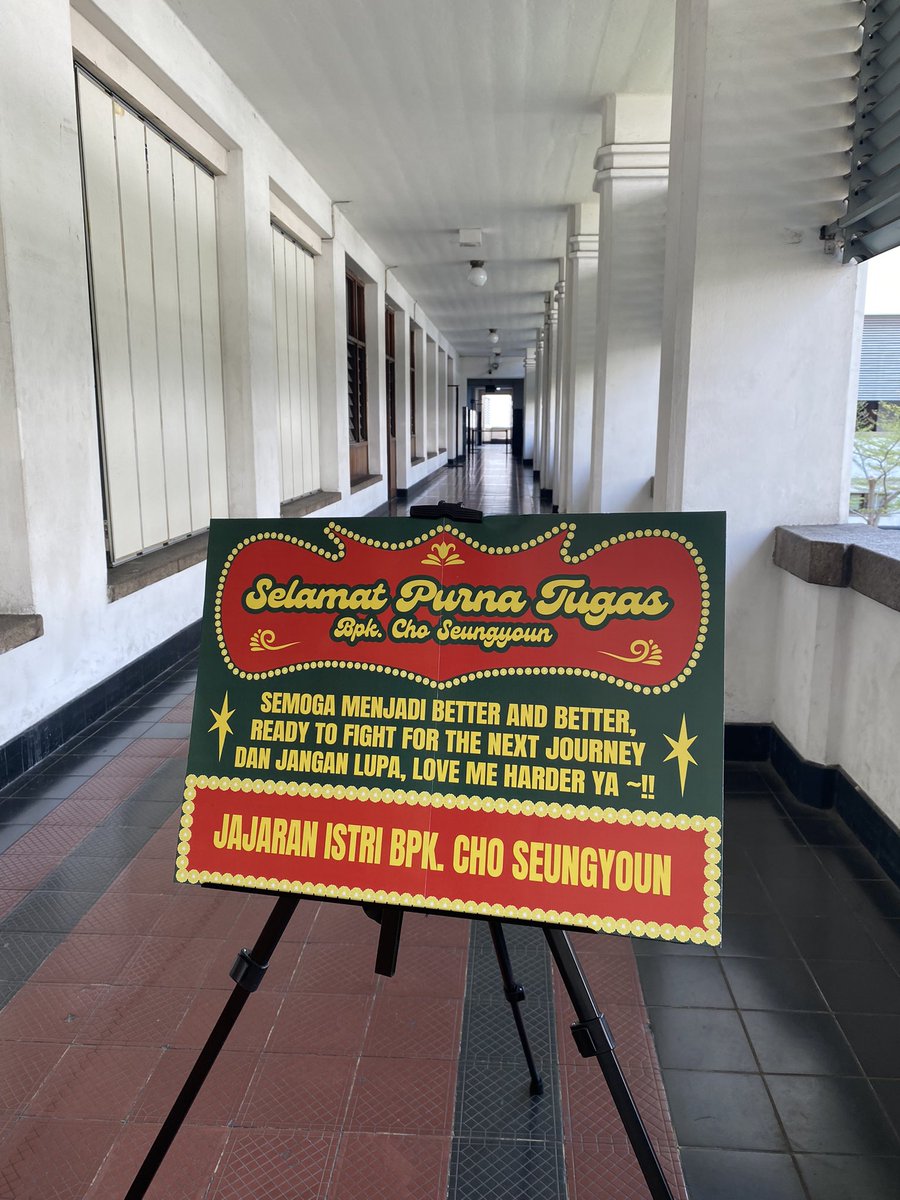 Selamat Purna Tugas
Bpk. Cho Seungyoun
SEMOGA MENJADI BETTER AND BETTER,
READY TO FIGHT FOR THE NEXT JOURNEY
DAN JANGAN LUPA, LOVE ME HARDER YA ~!!
JAJARAN ISTRI BPK. CHO SEUNGYOUN